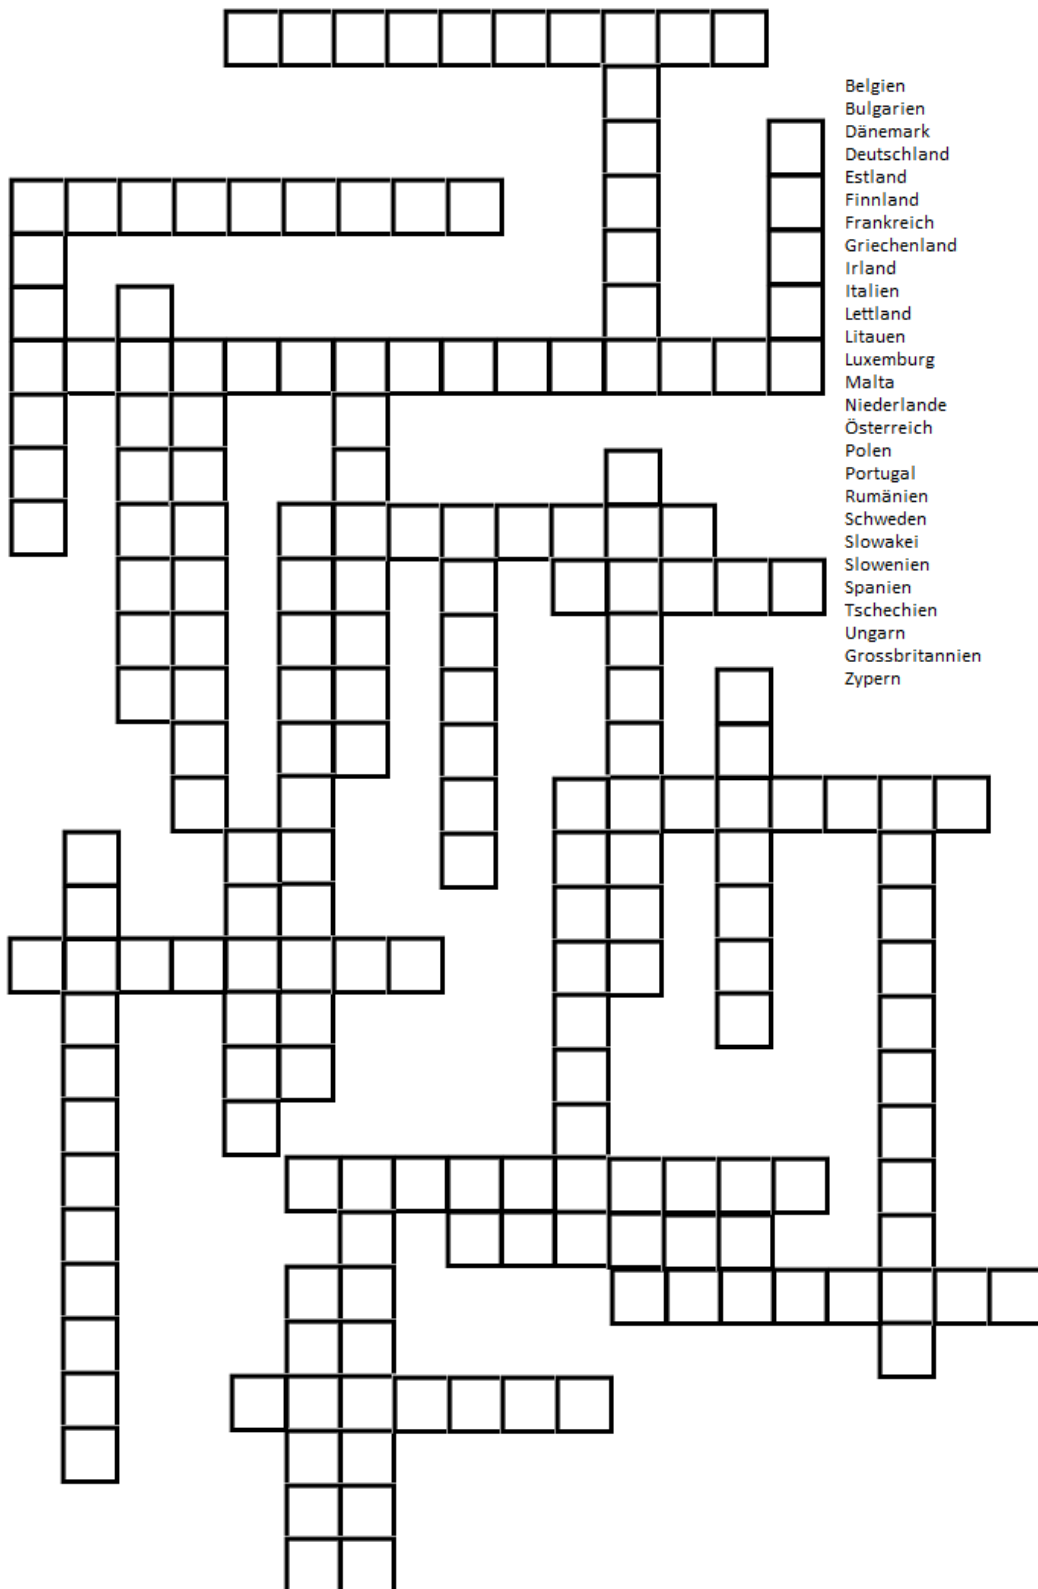 Belgien
Bulgarien
Dänemark
Deutschland
Estland
Finnland
Frankreich
Griechenland
Irland
Italien
Lettland
Litauen
Luxemburg
Malta
Niederlande
Österreich
Polen
Portugal
Rumänien
Schweden
Slowakei
Slowenien
Spanien
Tschechien
Ungarn
Grossbritannien
Zypern